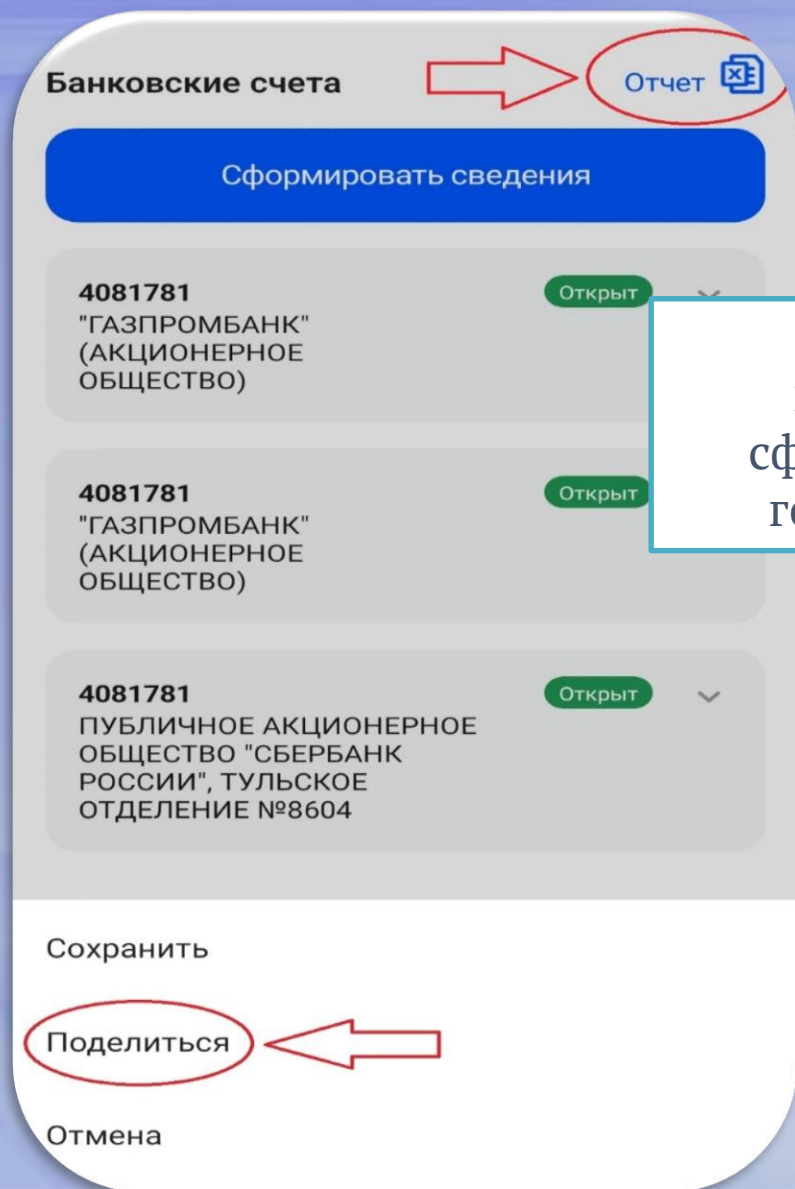 Банковские счета
Отчет
Сформировать сведения
4081781
Открыт
"ГАЗПРОМБАНК"
(АКЦИОНЕРНОЕ
ОБЩЕСТВО)
4081781
Открыт
"ГАЗПРОМБАНК"
(АКЦИОНЕРНОЕ
ОБЩЕСТВО)
4081781
Открыт
ПУБЛИЧНОЕ АКЦИОНЕРНОЕ
ОБЩЕСТВО "СБЕРБАНК
РОССИИ", ТУЛЬСКОЕ
ОТДЕЛЕНИЕ №8604
Сохранить
Поделиться
Отмена